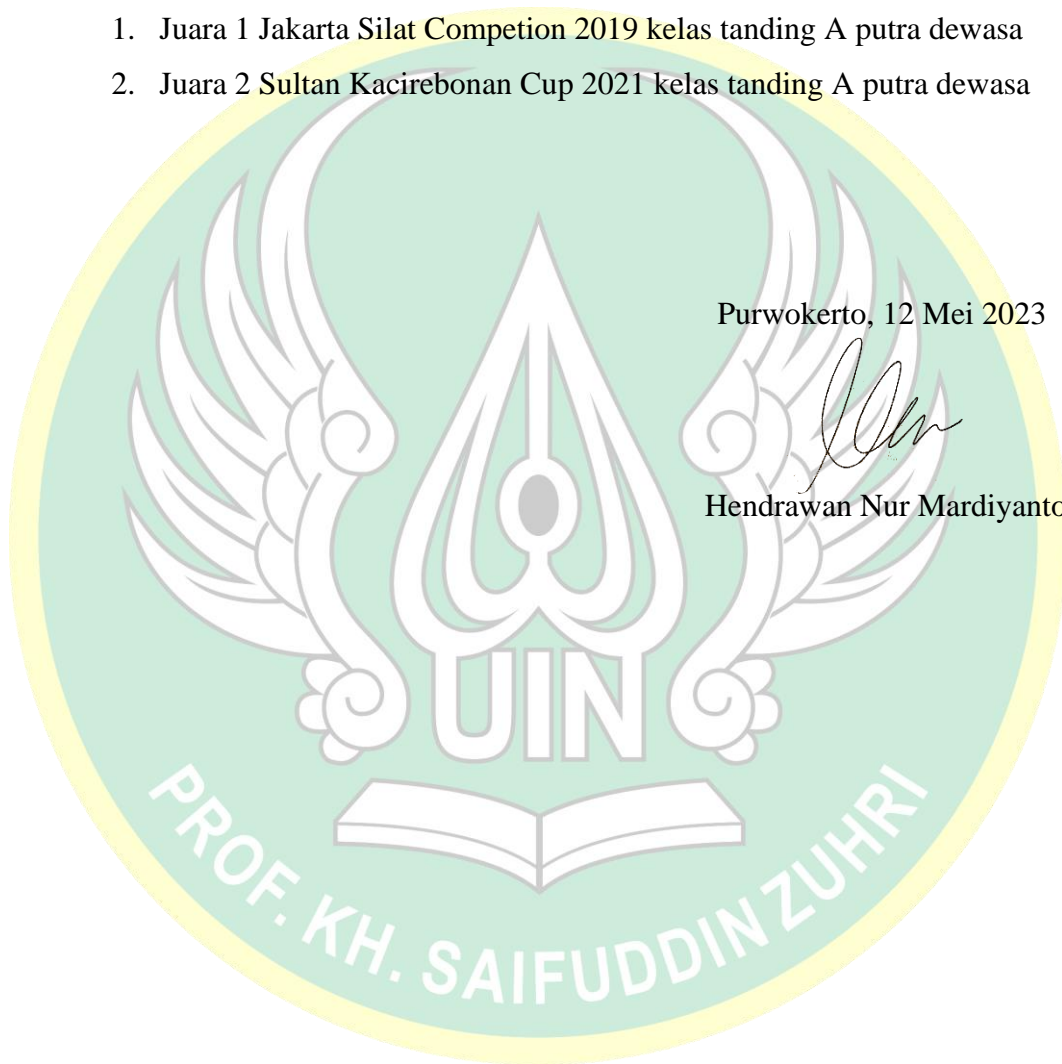 1. Juara 1 Jakarta Silat Competion 2019 kelas tanding A putra dewasa
2. Juara 2 Sultan Kacirebonan Cup 2021 kelas tanding A putra dewasa
Purwokerto, 12 Mei 2023
Hendrawan Nur Mardiyanto
UIN
PROF. KH. SAIFUDDIN ZUHRI